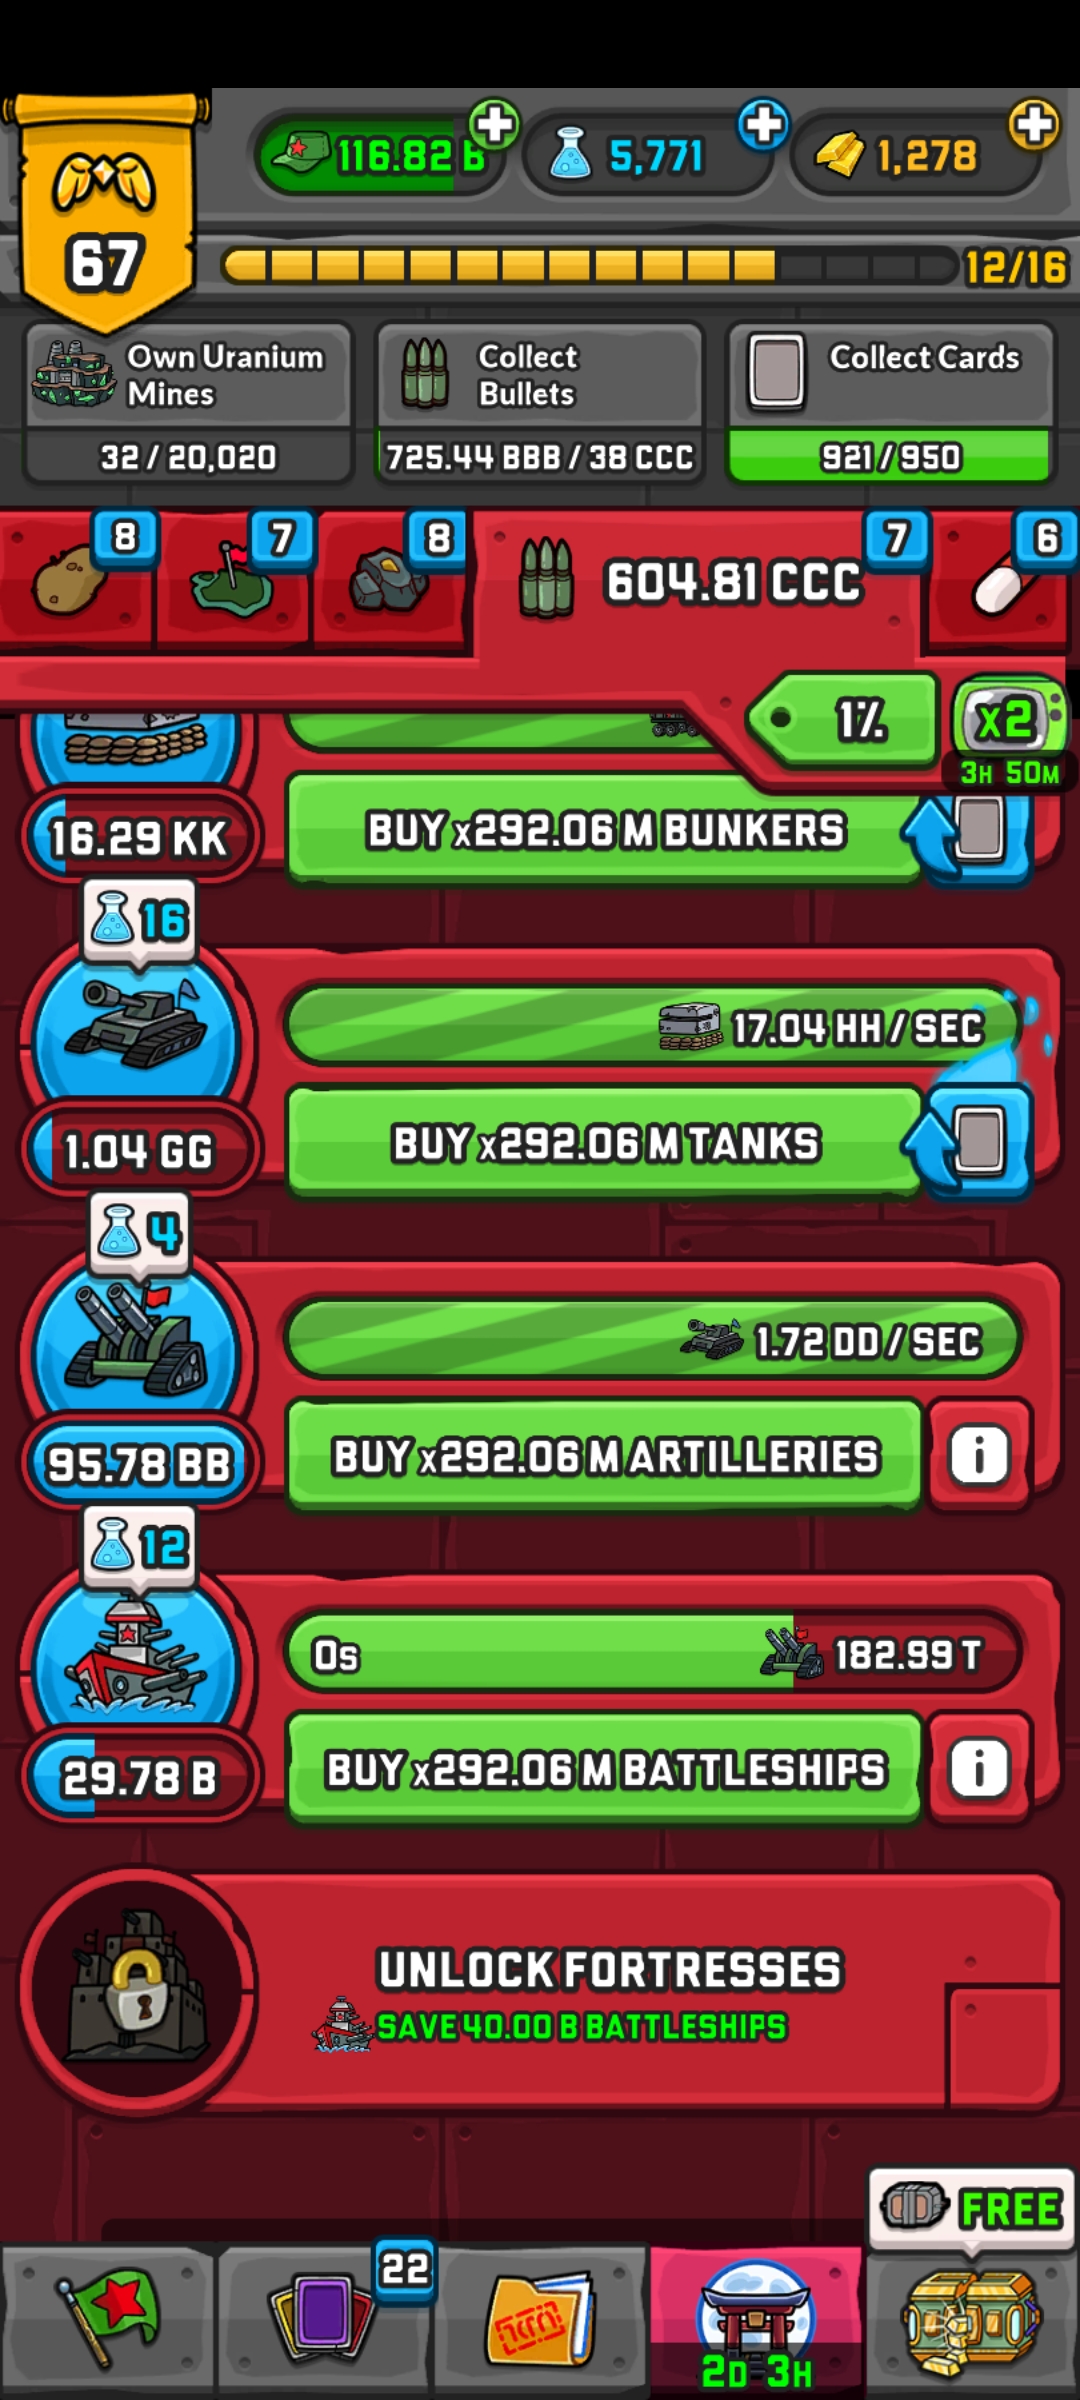 116.82 B
5,771
1,278
67
12/16
Own Uranium
Mines
32 / 20,020
Collect
Bullets
725.44 BBB / 38 CCC
Collect Cards
921 / 950
8
7
8
604.81 CCC
7
6
1%
x2
3H 50M
16.29 KK
BUY x292.06 M BUNKERS
16
17.04 HH / SEC
1.04 GG
BUY x292.06 M TANKS
4
1.72 DD / SEC
95.78 BB
BUY x292.06 M ARTILLERIES
i
12
0s
182.99 T
29.78 B
BUY x292.06 M BATTLESHIPS
i
UNLOCK FORTRESSES
SAVE 40.00 B BATTLESHIPS
FREE
22
2D 3H